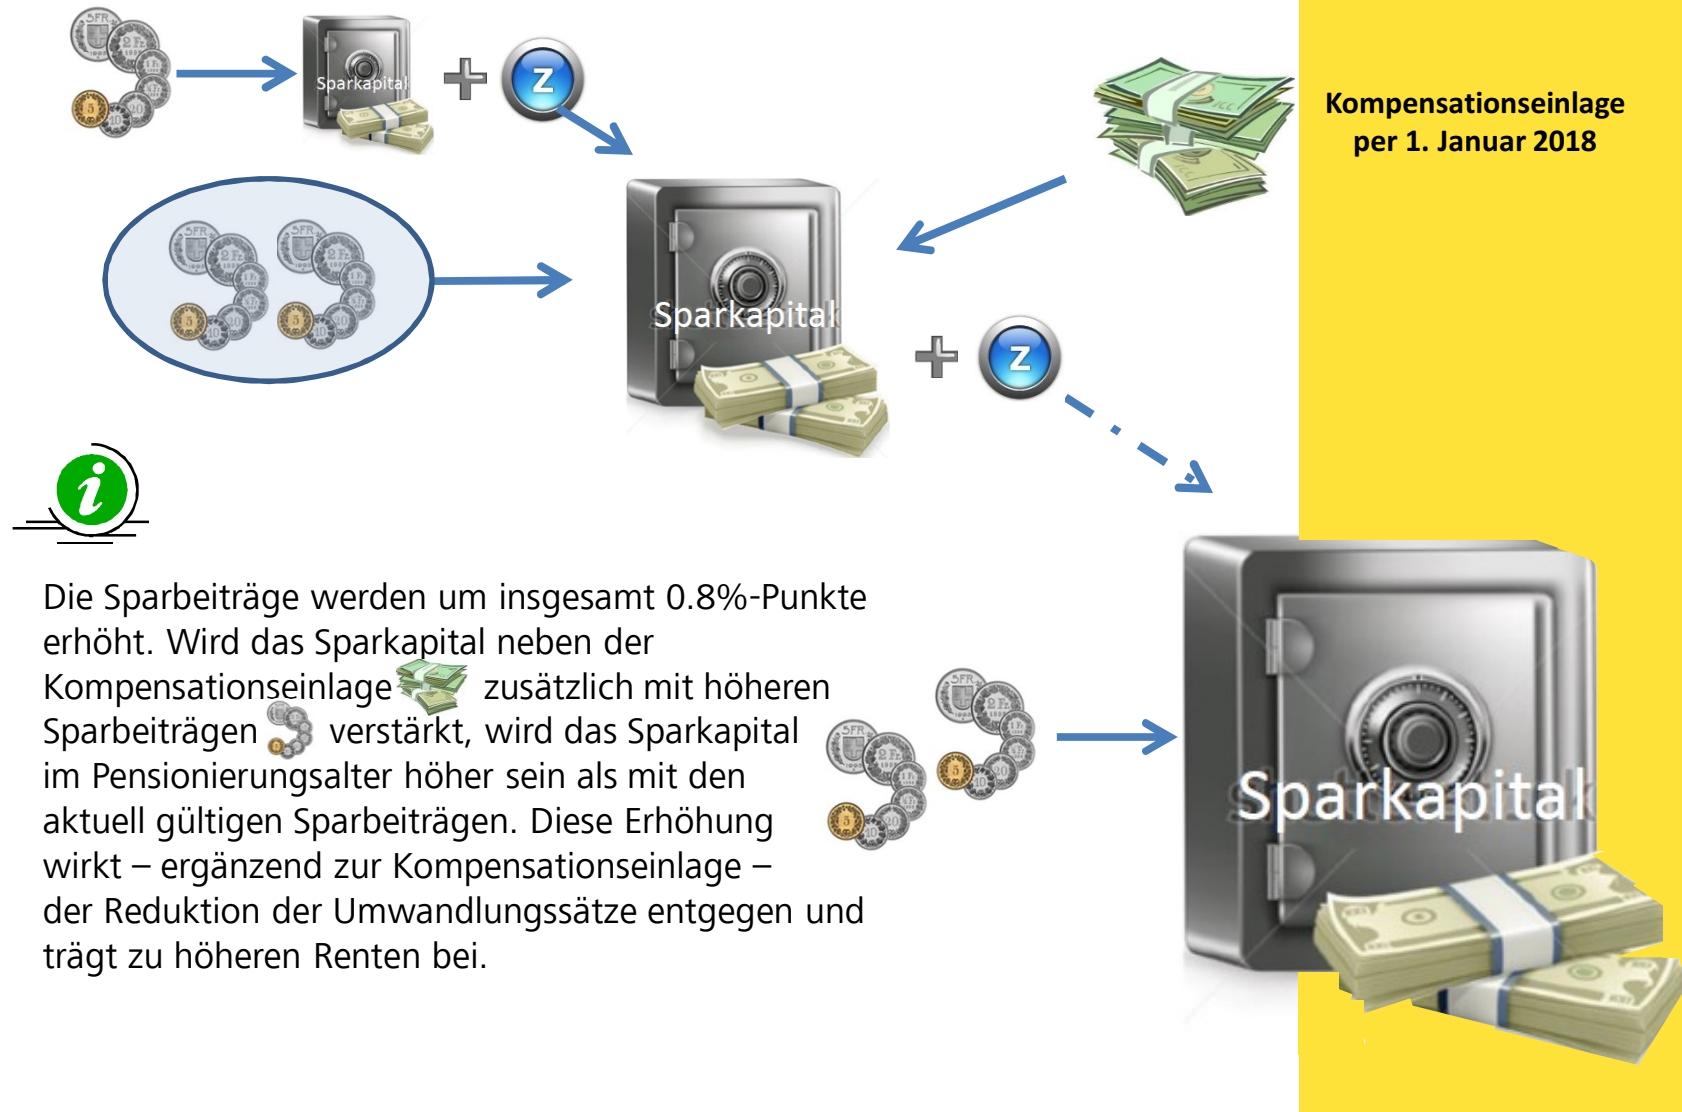 Sparkapital
Z
Kompensationseinlage
per 1. Januar 2018
Sparkapital
Z
i
Die Sparbeiträge werden um insgesamt 0.8%-Punkte
erhöht. Wird das Sparkapital neben der
Kompensationseinlage zusätzlich mit höheren
Sparbeiträgen verstärkt, wird das Sparkapital
im Pensionierungsalter höher sein als mit den
aktuell gültigen Sparbeiträgen. Diese Erhöhung
wirkt – ergänzend zur Kompensationseinlage –
der Reduktion der Umwandlungssätze entgegen und
trägt zu höheren Renten bei.
Sparkapital